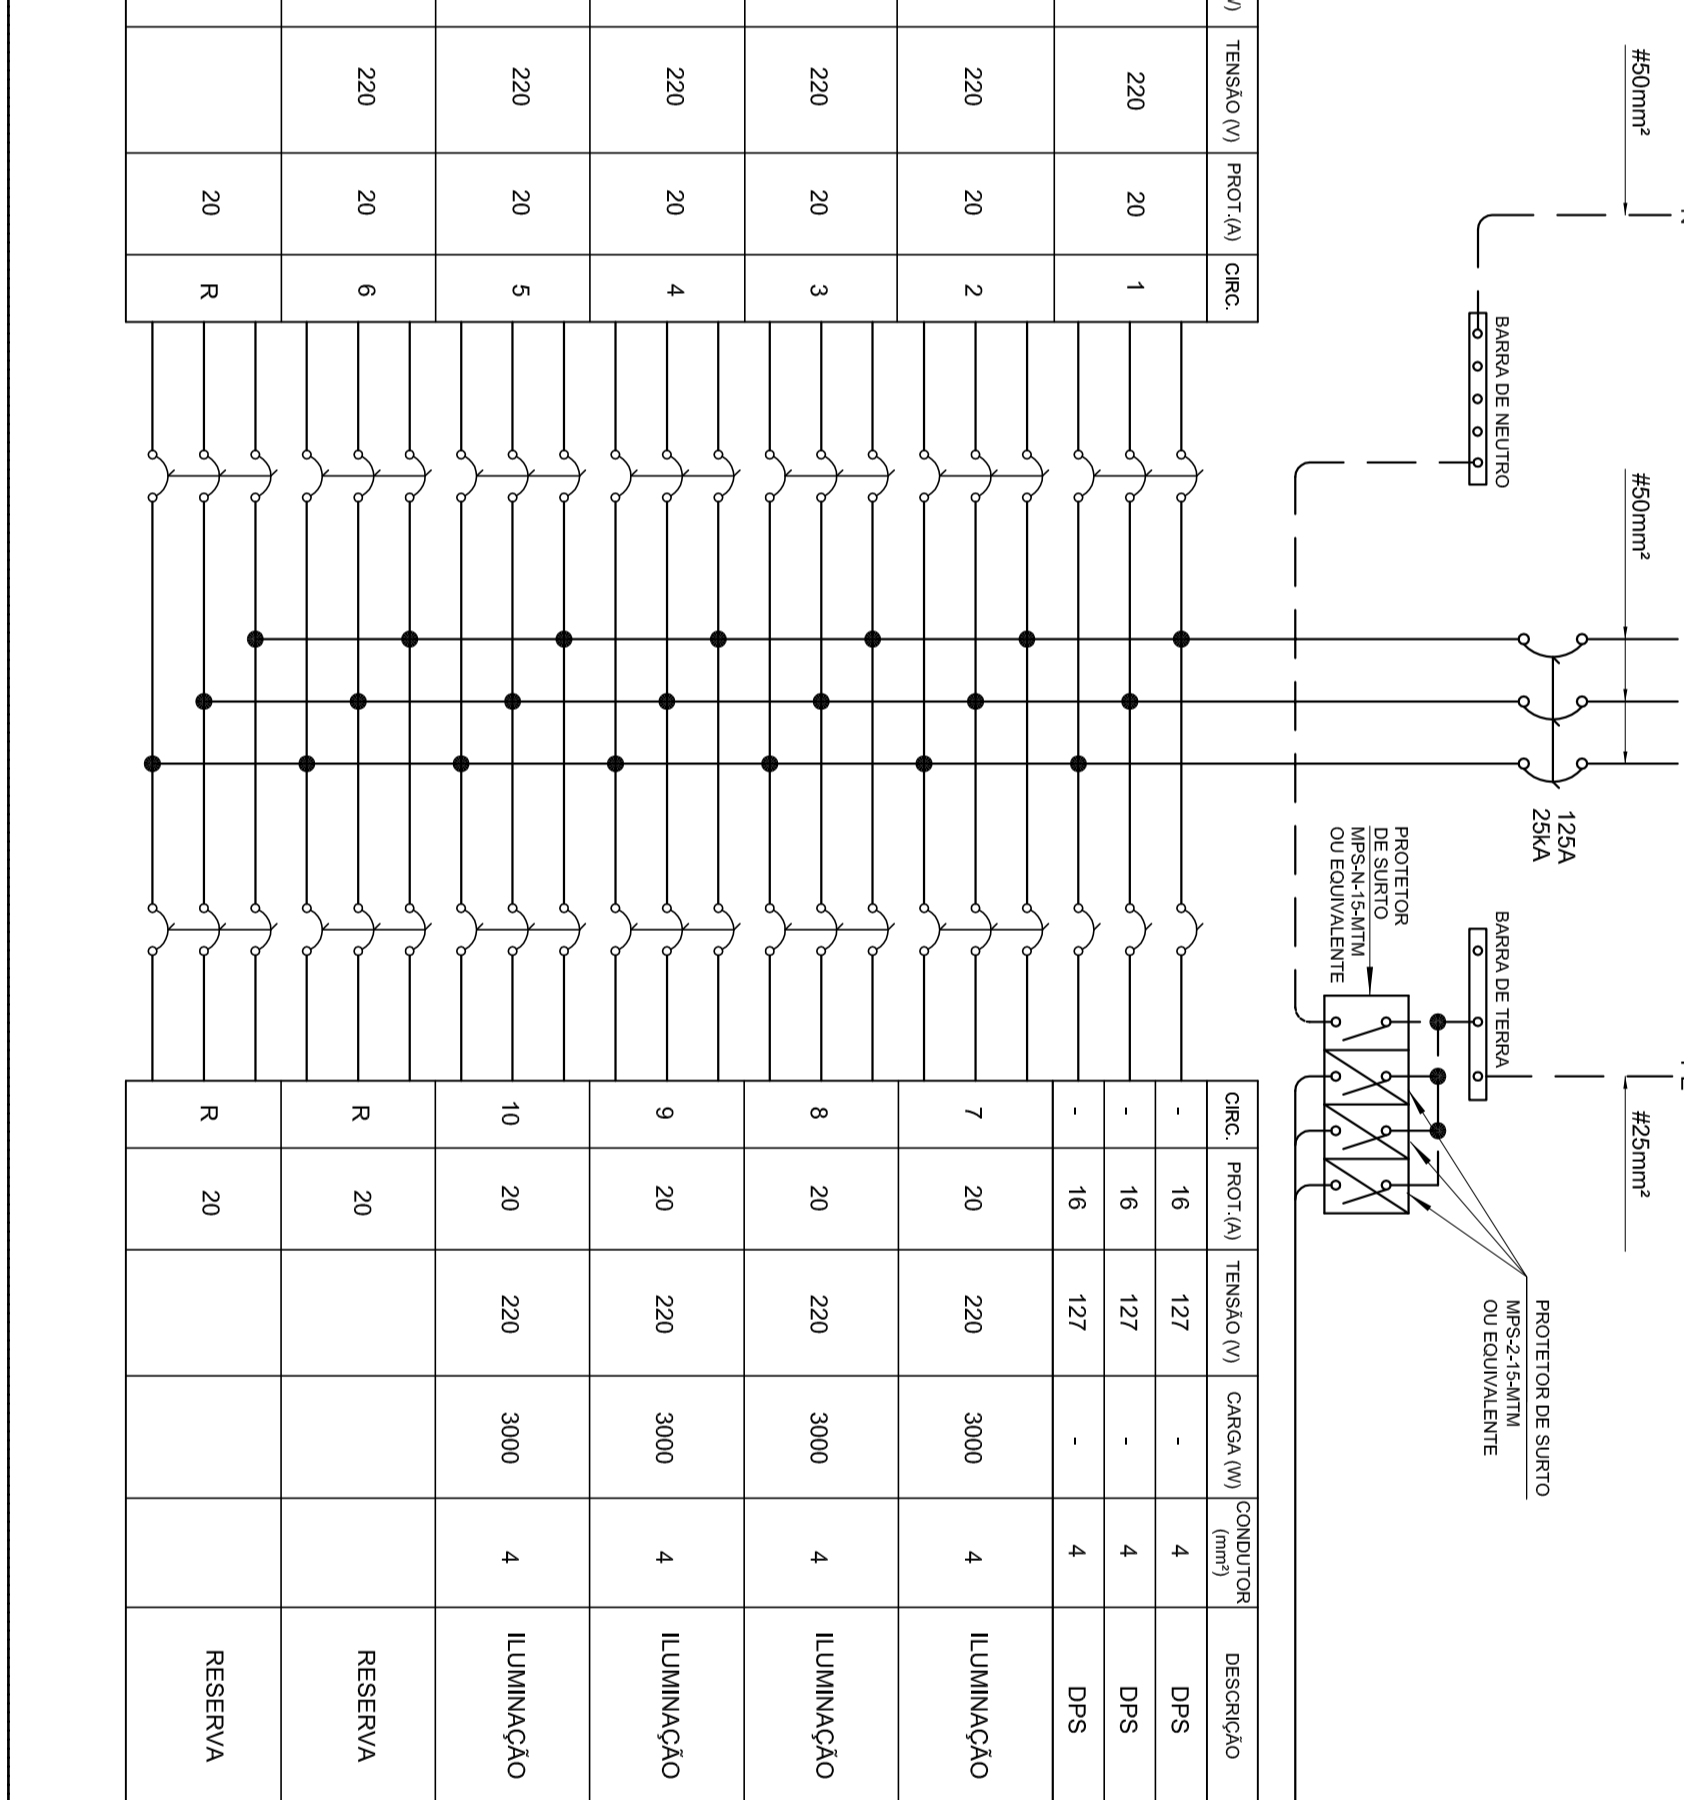 #50mm²
#50mm²
#25mm²
BARRA DE NEUTRO
125A
25kA
BARRA DE TERRA
PROTETOR DE SURTO
MPS-2-15-MTM
OU EQUIVALENTE
PROTETOR
DE SURTO
MPS-N-15-MTM
OU EQUIVALENTE
TENSÃO (V) PROT.(A) CIRC.
220 20 1
220 20 2
220 20 3
220 20 4
220 20 5
220 20 6
20 R
CIRC. PROT.(A) TENSÃO (V) CARGA (W) CONDUTOR (mm²) DESCRIÇÃO
- 16 127 - 4 DPS
- 16 127 - 4 DPS
- 16 127 - 4 DPS
7 20 220 3000 4 ILUMINAÇÃO
8 20 220 3000 4 ILUMINAÇÃO
9 20 220 3000 4 ILUMINAÇÃO
10 20 220 3000 4 ILUMINAÇÃO
R 20 RESERVA
R 20 RESERVA